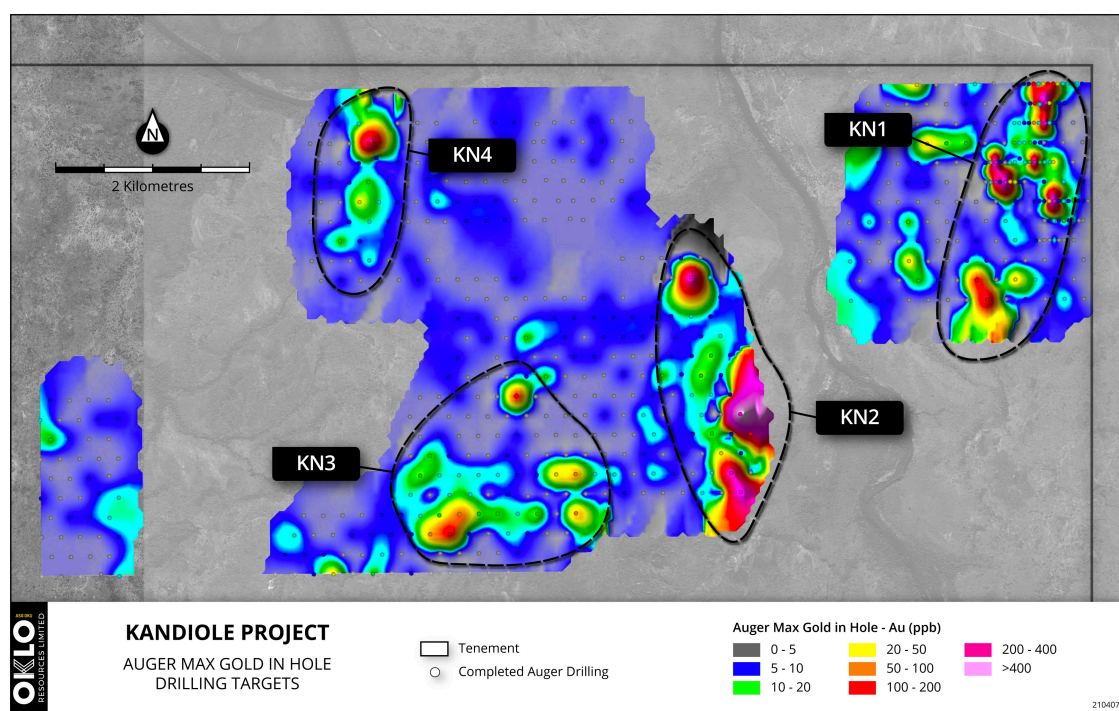 N
2 Kilometres
KN4
KN1
KN2
KN3
ASX:OKU
OKLO
RESOURCES LIMITED
KANDIOLE PROJECT
AUGER MAX GOLD IN HOLE
DRILLING TARGETS
Tenement
Completed Auger Drilling
Auger Max Gold in Hole - Au (ppb)
0 - 5
5 - 10
10 - 20
20 - 50
50 - 100
100 - 200
200 - 400
>400
210407